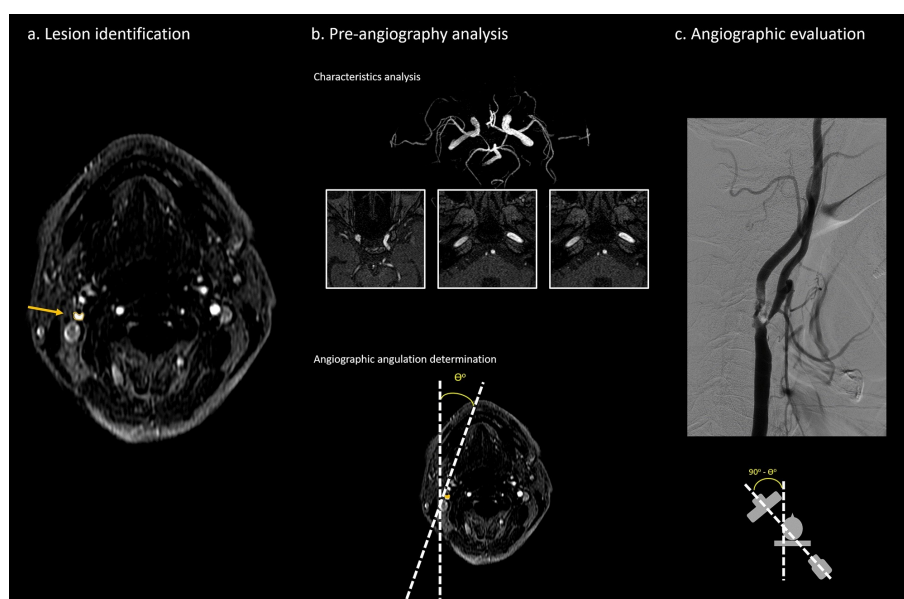 a. Lesion identification
b. Pre-angiography analysis
c. Angiographic evaluation
Characteristics analysis
Angiographic angulation determination
Θº
90º - Θº